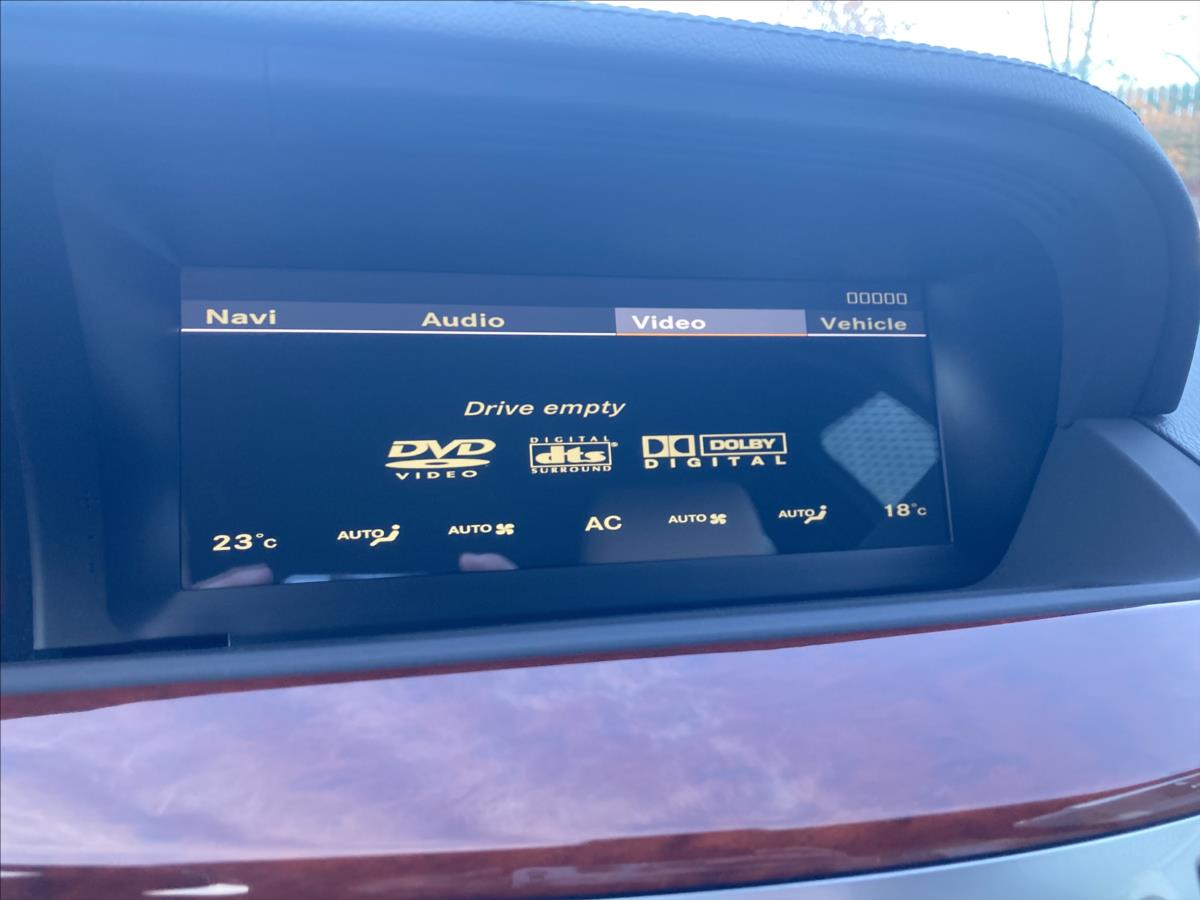 ▯▯▯▯▯
Navi Audio Video Vehicle
Drive empty
DVD VIDEO
DIGITAL dts® SURROUND
DOLBY DIGITAL
23°C AUTO AUTO AC AUTO AUTO 18°C